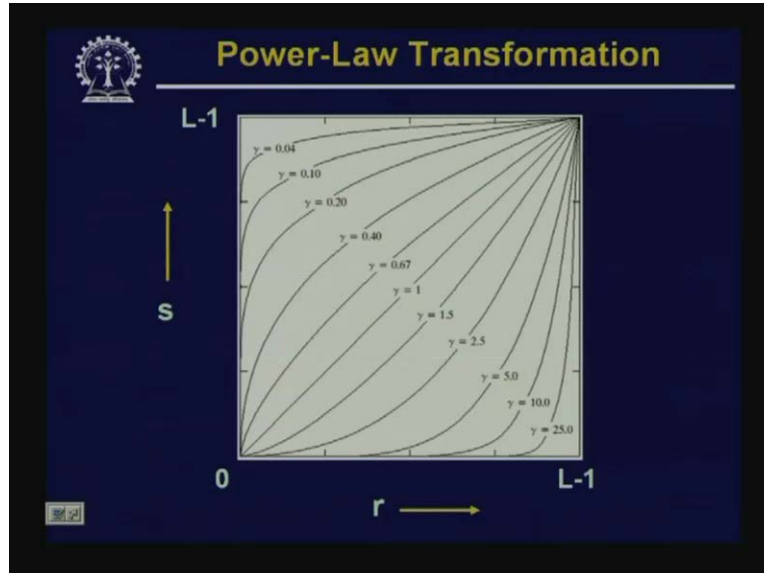 Power-Law Transformation
L-1
γ = 0.04
γ = 0.10
γ = 0.20
γ = 0.40
γ = 0.67
γ = 1
γ = 1.5
γ = 2.5
γ = 5.0
γ = 10.0
γ = 25.0
s
0
L-1
r